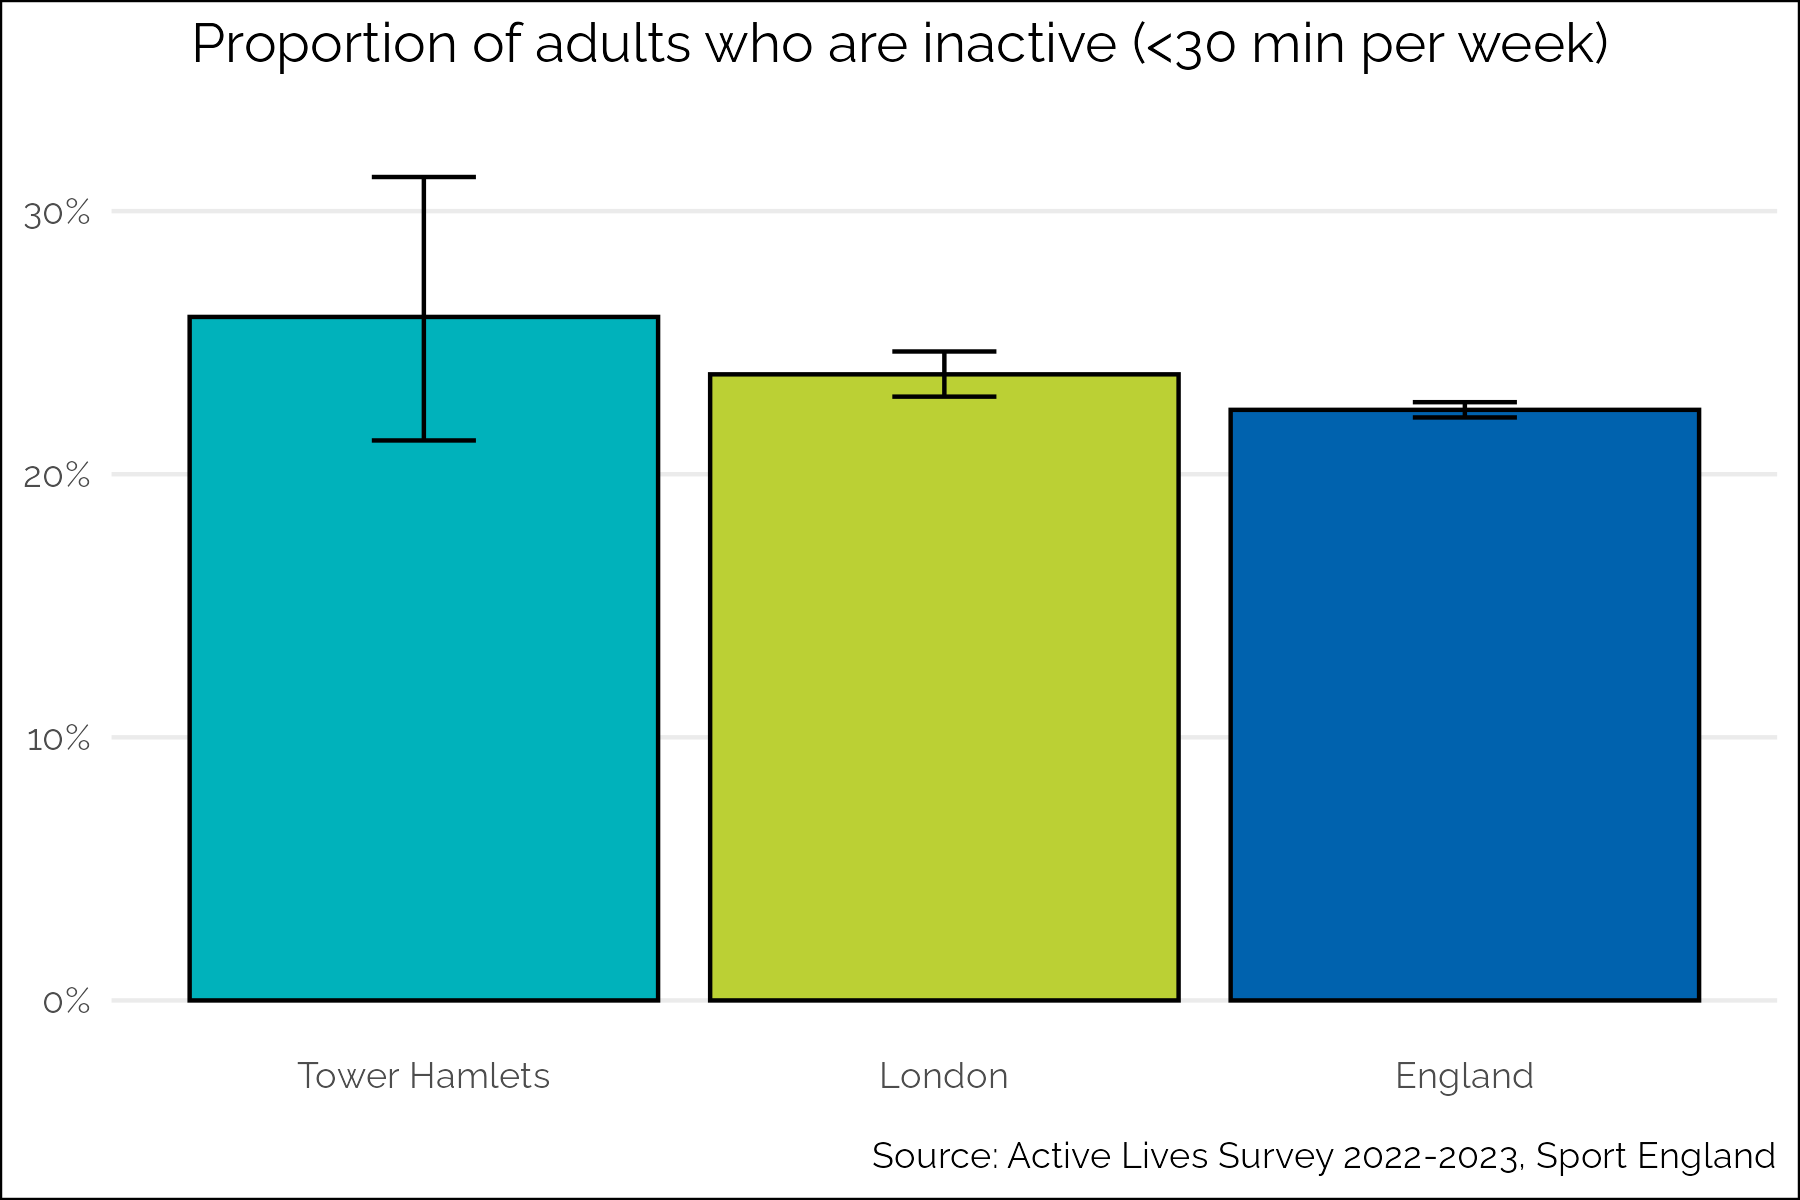 Proportion of adults who are inactive (<30 min per week)
30%
20%
10%
0%
Tower Hamlets
London
England
Source: Active Lives Survey 2022-2023, Sport England